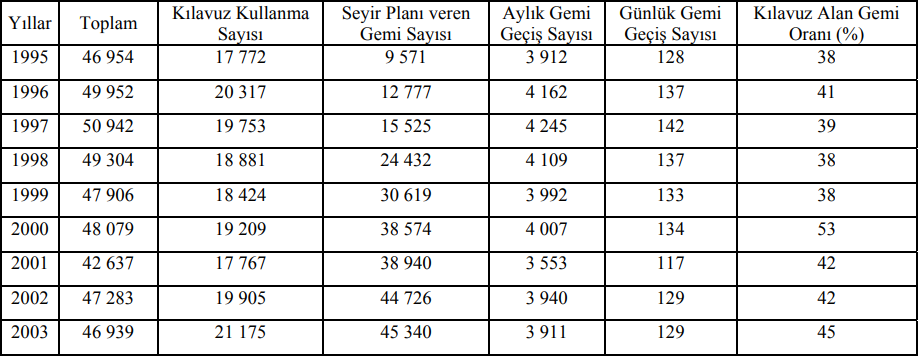 Yıllar Toplam Kılavuz Kullanma Sayısı Seyir Planı veren Gemi Sayısı Aylık Gemi Geçiş Sayısı Günlük Gemi Geçiş Sayısı Kılavuz Alan Gemi Oranı (%)
1995 46 954 17 772 9 571 3 912 128 38
1996 49 952 20 317 12 777 4 162 137 41
1997 50 942 19 753 15 525 4 245 142 39
1998 49 304 18 881 24 432 4 109 137 38
1999 47 906 18 424 30 619 3 992 133 38
2000 48 079 19 209 38 574 4 007 134 53
2001 42 637 17 767 38 940 3 553 117 42
2002 47 283 19 905 44 726 3 940 129 42
2003 46 939 21 175 45 340 3 911 129 45